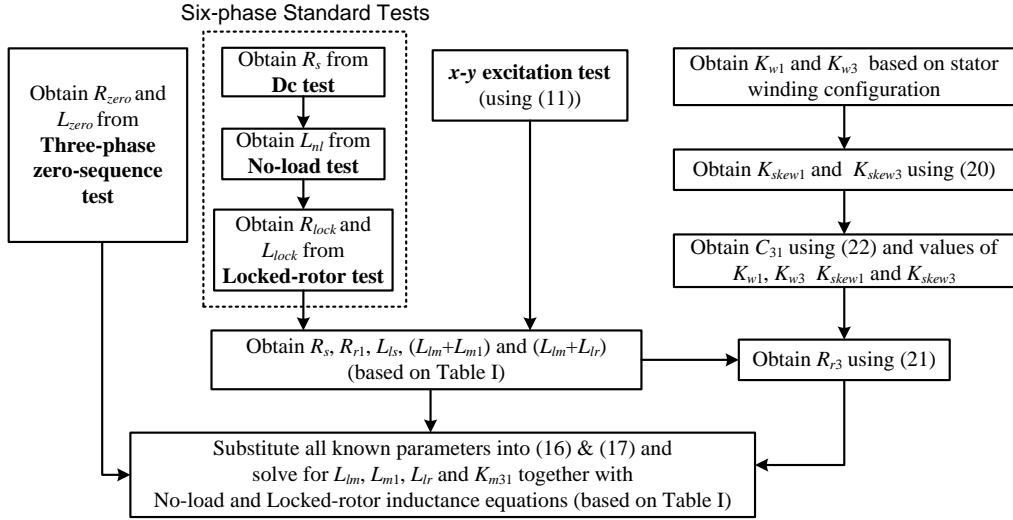 Six-phase Standard Tests
Obtain Rzero and
Lzero from
Three-phase
zero-sequence
test
Obtain Rs from
Dc test
Obtain Lnl from
No-load test
Obtain Rlock and
Llock from
Locked-rotor test
x-y excitation test
(using (11))
Obtain Kw1 and Kw3 based on stator
winding configuration
Obtain Kskew1 and Kskew3 using (20)
Obtain C31 using (22) and values of
Kw1, Kw3 Kskew1 and Kskew3
Obtain Rs, Rr1, Lls, (Llm+Lm1) and (Llm+Llr)
(based on Table I)
Obtain Rr3 using (21)
Substitute all known parameters into (16) & (17) and
solve for Llm, Lm1, Llr and Km31 together with
No-load and Locked-rotor inductance equations (based on Table I)